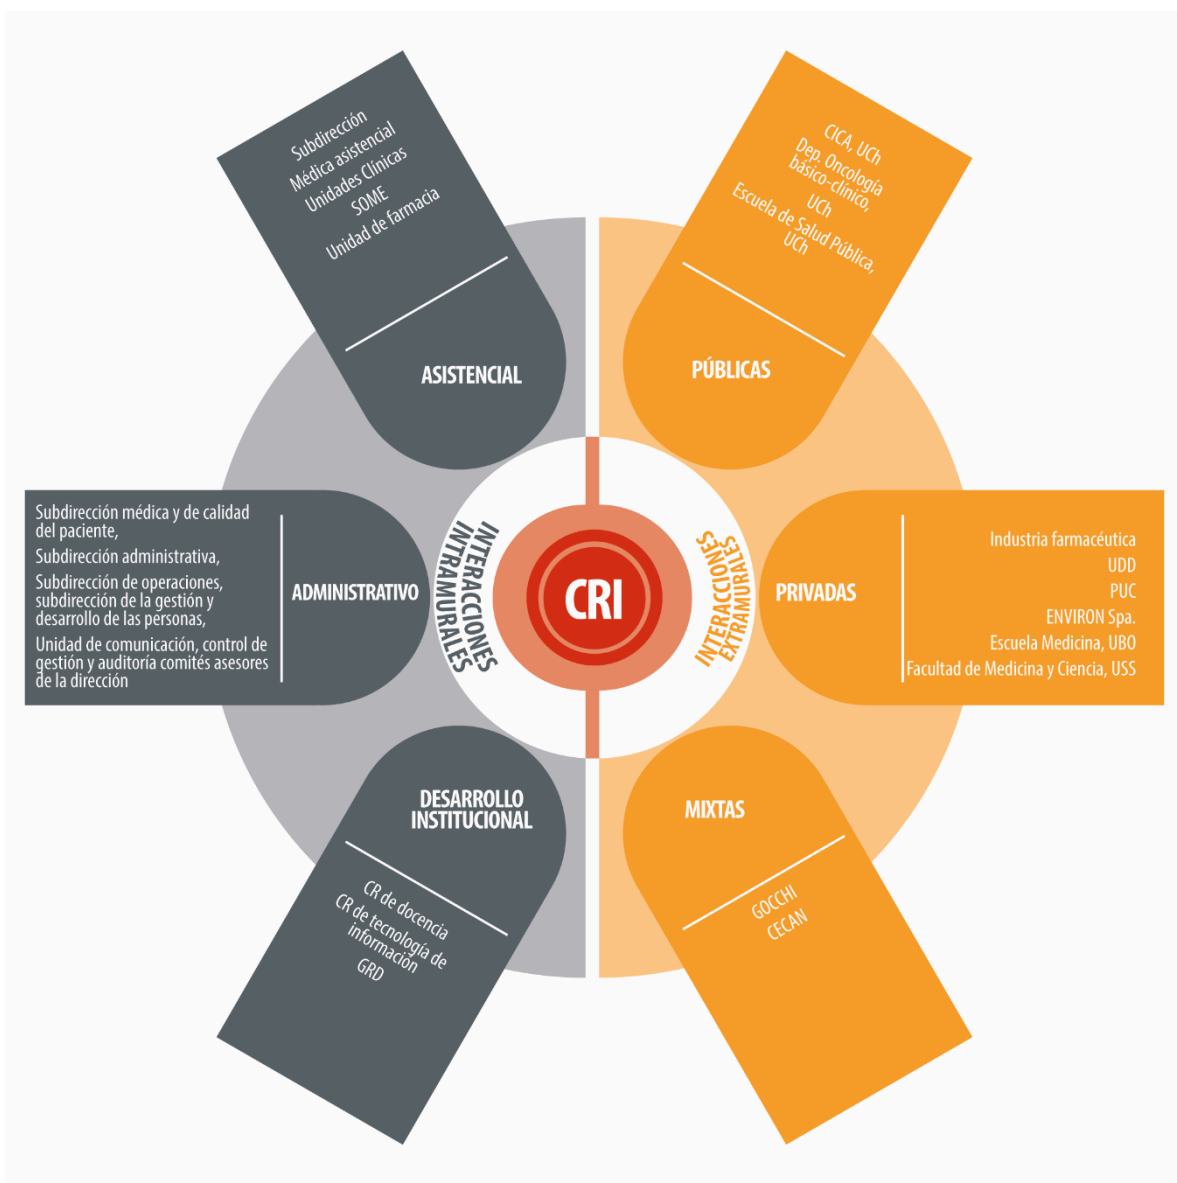 Subdirección
Médica asistencial
Unidades Clínicas
SOME
Unidad de farmacia
ASISTENCIAL
CICA, UCh
Dep. Oncología
básico-clínico,
UCh
Escuela de Salud Pública,
UCh
PÚBLICAS
Subdirección médica y de calidad
del paciente,
Subdirección administrativa,
Subdirección de operaciones,
subdirección de la gestión y
desarrollo de las personas,
Unidad de comunicación, control de
gestión y auditoría comités asesores
de la dirección
ADMINISTRATIVO
INTERACCIONES
INTRAMURALES
CRI
INTERACCIONES
EXTRAMURALES
PRIVADAS
Industria farmacéutica
UDD
PUC
ENVIRON Spa.
Escuela Medicina, UBO
Facultad de Medicina y Ciencia, USS
DESARROLLO
INSTITUCIONAL
CR de docencia
CR de tecnología de
información
GRD
MIXTAS
GOCCHI
CECAN